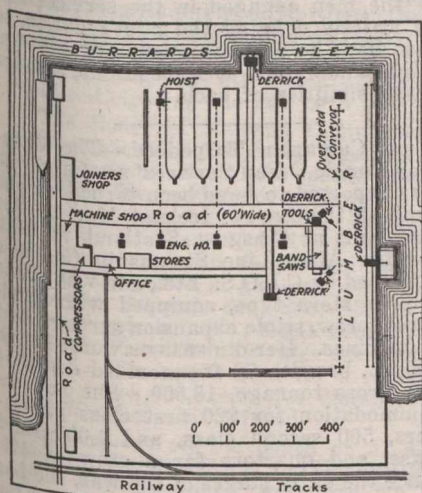 BURRARDS INLET
HOIST
DERRICK
Overhead
Conveyor
JOINERS
SHOP
DERRICK
MACHINE SHOP
Road (60' Wide)
TOOLS
LUMBER
DERRICK
ENG. HO.
STORES
BAND
SAWS
OFFICE
COMPRESSORS
DERRICK
Road
0' 100' 200' 300' 400'
Railway Tracks